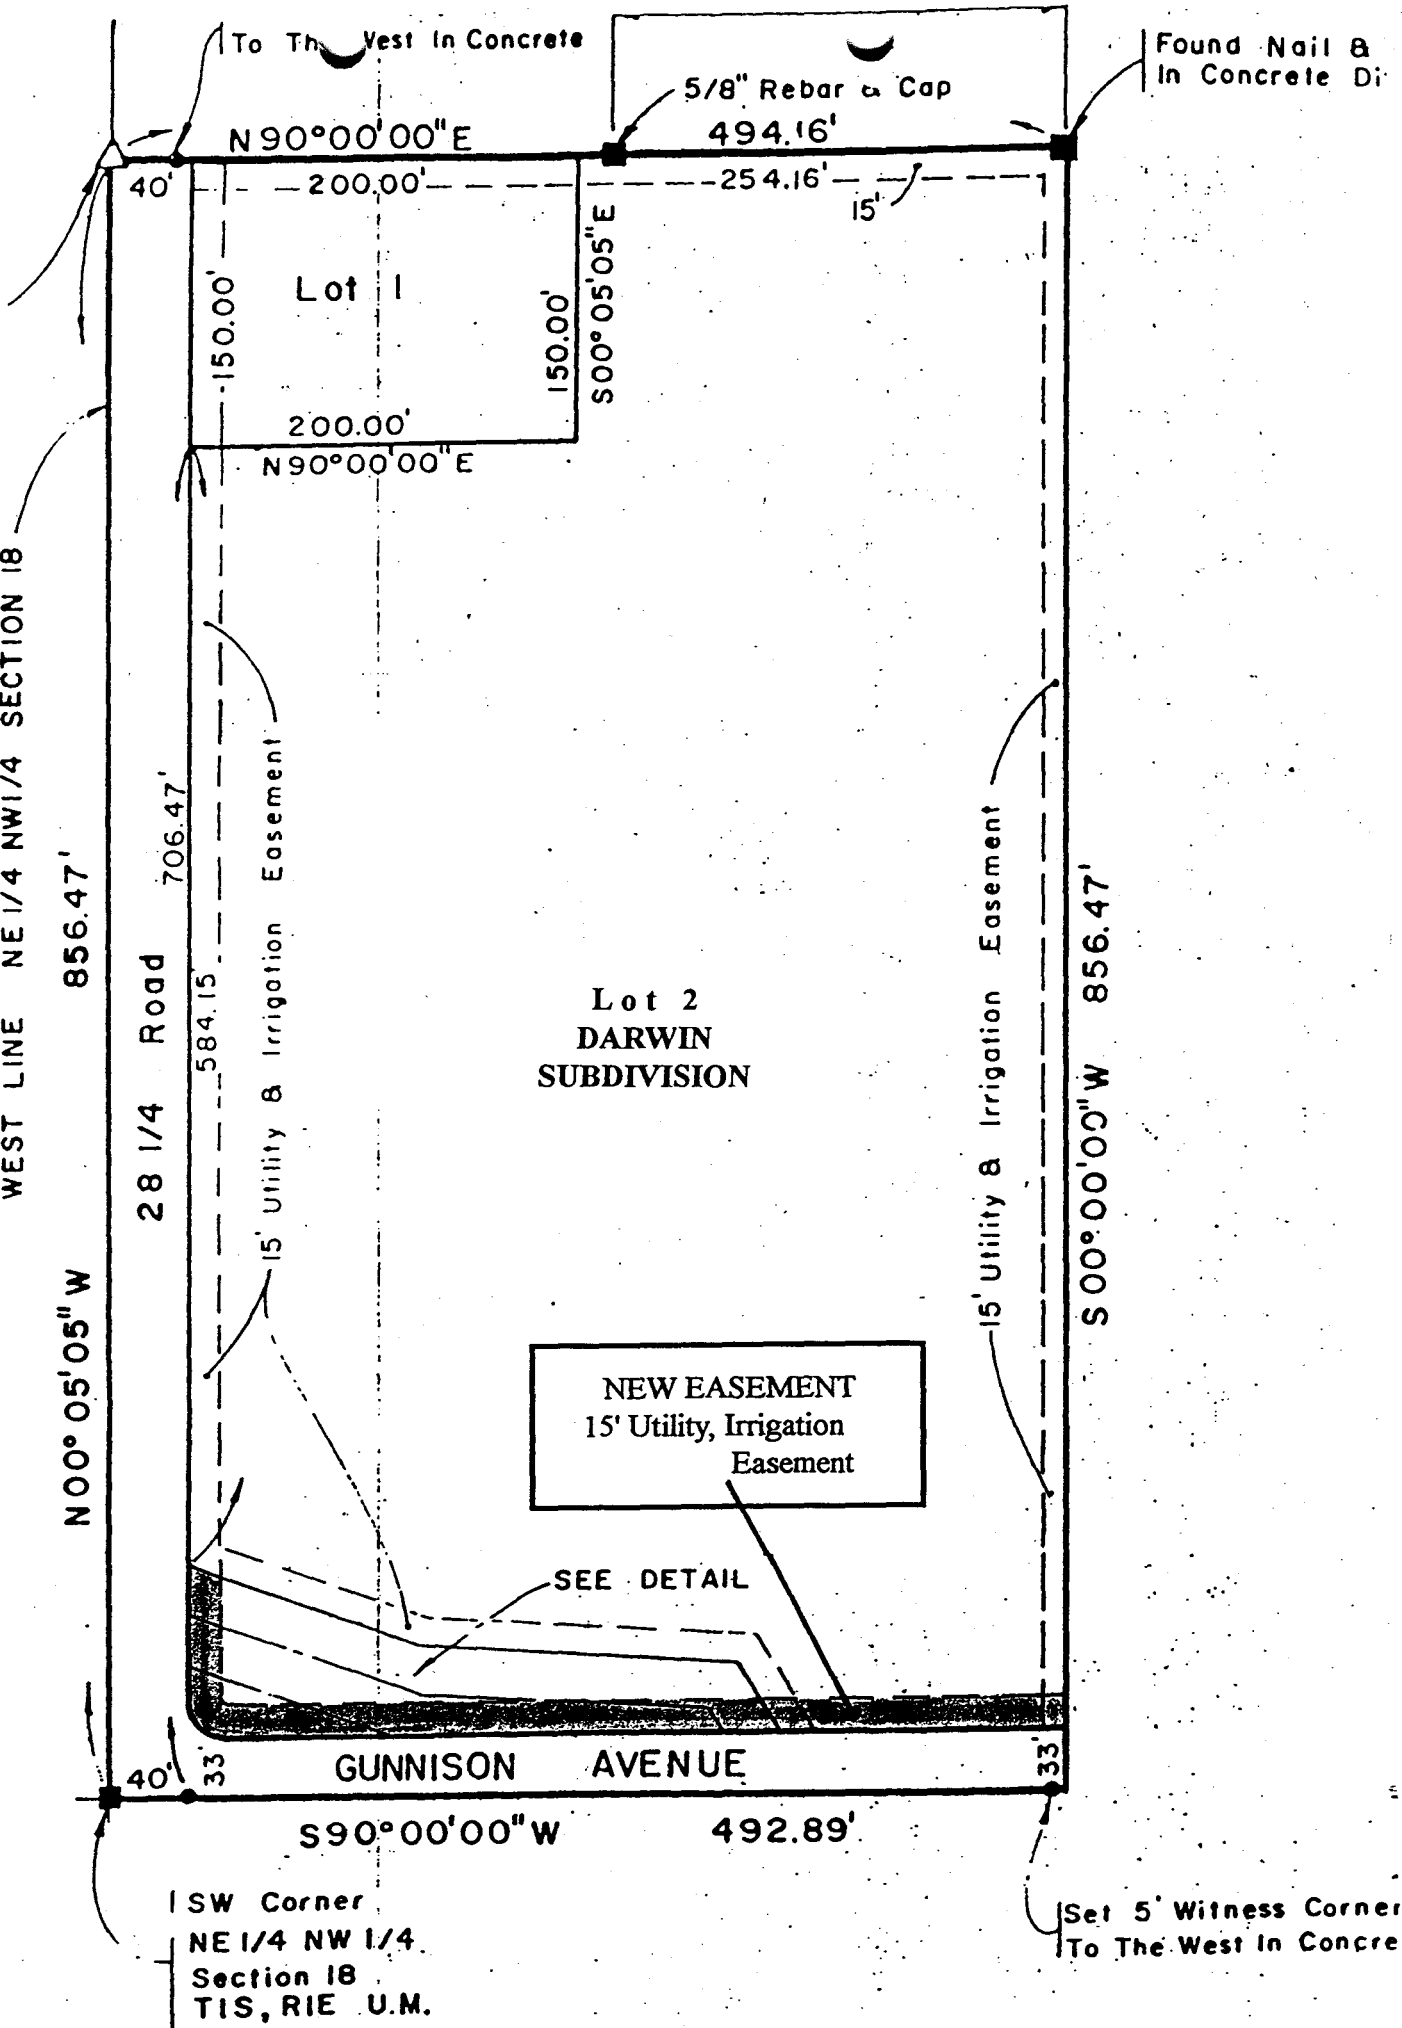 To Th West In Concrete
Found Nail &
In Concrete Di
5/8" Rebar & Cap
N 90°00'00" E
494.16'
40'
200.00'
254.16'
15'
150.00'
Lot 1
150.00'
S00°05'05"E
200.00'
N90°00'00"E
WEST LINE NE 1/4 NW1/4 SECTION 18
856.47'
N00°05'05"W
28 1/4 Road
706.47'
584.15'
15' Utility & Irrigation Easement
Lot 2
DARWIN
SUBDIVISION
15' Utility & Irrigation Easement
S 00°00'00"W 856.47'
NEW EASEMENT
15' Utility, Irrigation
Easement
SEE DETAIL
40'
33'
GUNNISON AVENUE
33'
S90°00'00"W
492.89'
SW Corner
NE 1/4 NW 1/4
Section 18
T1S, R1E U.M.
Set 5' Witness Corner
To The West In Concre